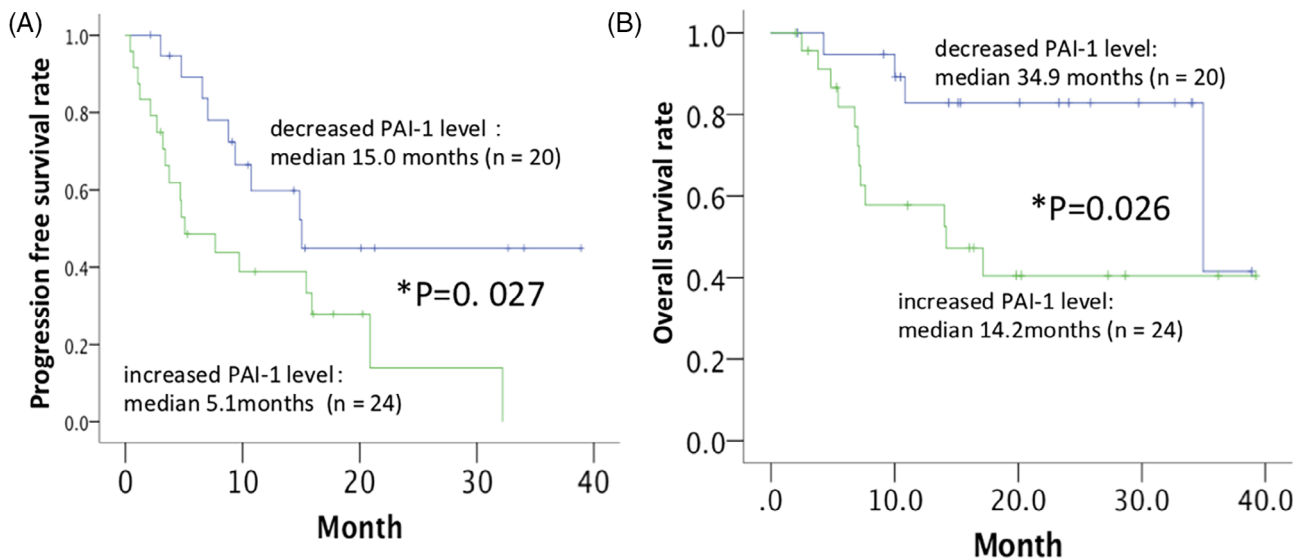 (A)
Progression free survival rate
1.0
0.8
0.6
0.4
0.2
0.0
decreased PAI-1 level :
median 15.0 months (n = 20)
*P=0. 027
increased PAI-1 level:
median 5.1months (n = 24)
0 10 20 30 40
Month
(B)
Overall survival rate
1.0
0.8
0.6
0.4
0.2
0.0
decreased PAI-1 level:
median 34.9 months (n = 20)
*P=0.026
increased PAI-1 level:
median 14.2months (n = 24)
.0 10.0 20.0 30.0 40.0
Month